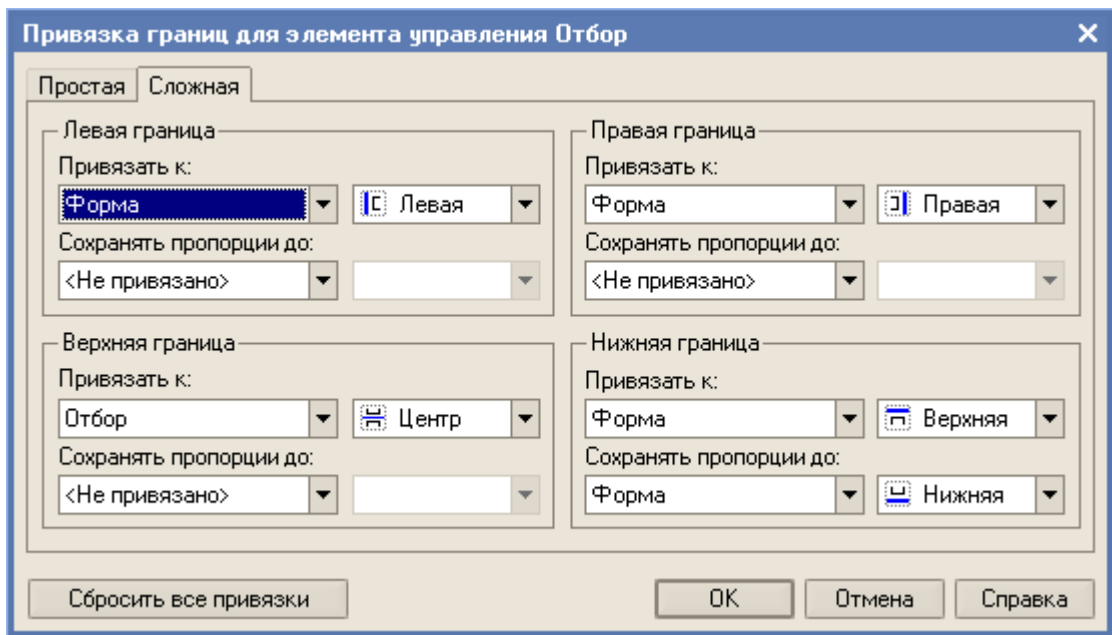 Привязка границ для элемента управления Отбор
Простая Сложная
Левая граница
Привязать к:
Форма Левая
Сохранять пропорции до:
<Не привязано>
Правая граница
Привязать к:
Форма Правая
Сохранять пропорции до:
<Не привязано>
Верхняя граница
Привязать к:
Отбор Центр
Сохранять пропорции до:
<Не привязано>
Нижняя граница
Привязать к:
Форма Верхняя
Сохранять пропорции до:
Форма Нижняя
Сбросить все привязки OK Отмена Справка